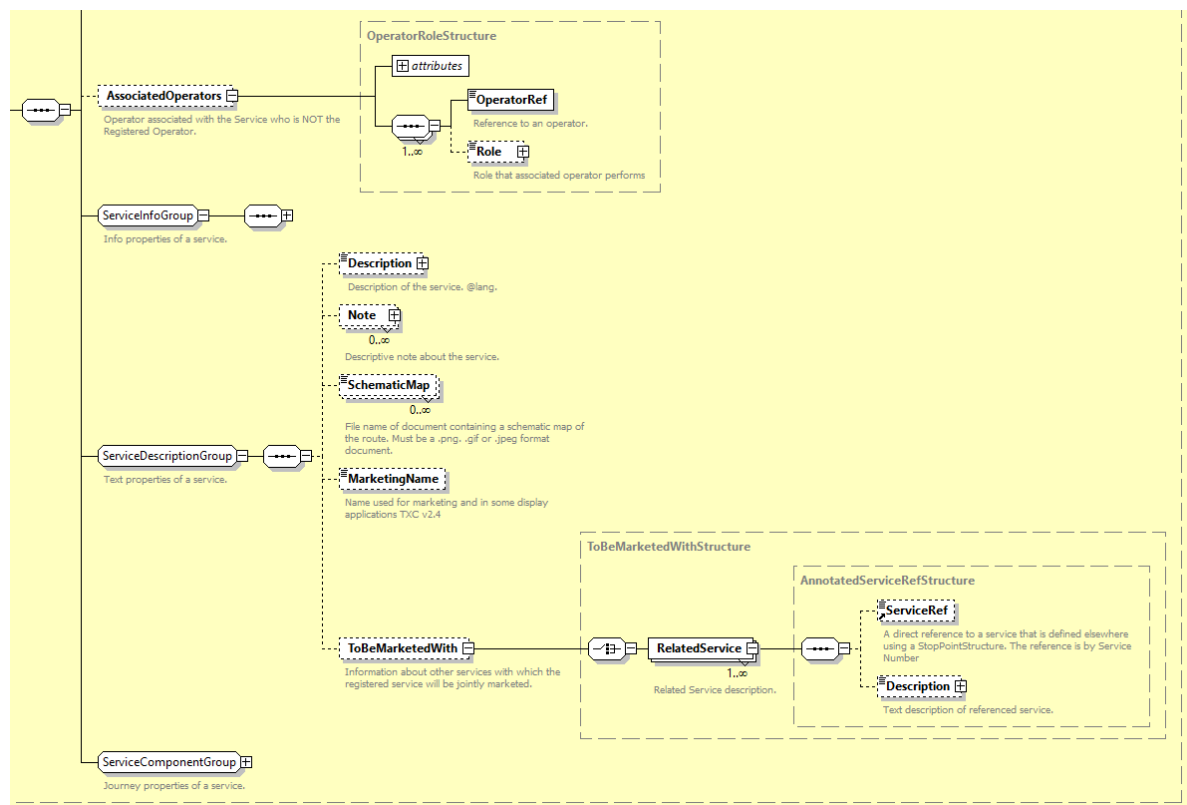 OperatorRoleStructure
attributes
AssociatedOperators
Operator associated with the Service who is NOT the
Registered Operator.
OperatorRef
Reference to an operator.
1..∞
Role
Role that associated operator performs
ServiceInfoGroup
Info properties of a service.
Description
Description of the service. @lang.
Note
0..∞
Descriptive note about the service.
SchematicMap
0..∞
File name of document containing a schematic map of
the route. Must be a .png. .gif or .jpeg format
document.
ServiceDescriptionGroup
Text properties of a service.
MarketingName
Name used for marketing and in some display
applications TXC v2.4
ToBeMarketedWithStructure
AnnotatedServiceRefStructure
ServiceRef
A direct reference to a service that is defined elsewhere
using a StopPointStructure. The reference is by Service
Number
ToBeMarketedWith
Information about other services with which the
registered service will be jointly marketed.
RelatedService
1..∞
Related Service description.
Description
Text description of referenced service.
ServiceComponentGroup
Journey properties of a service.